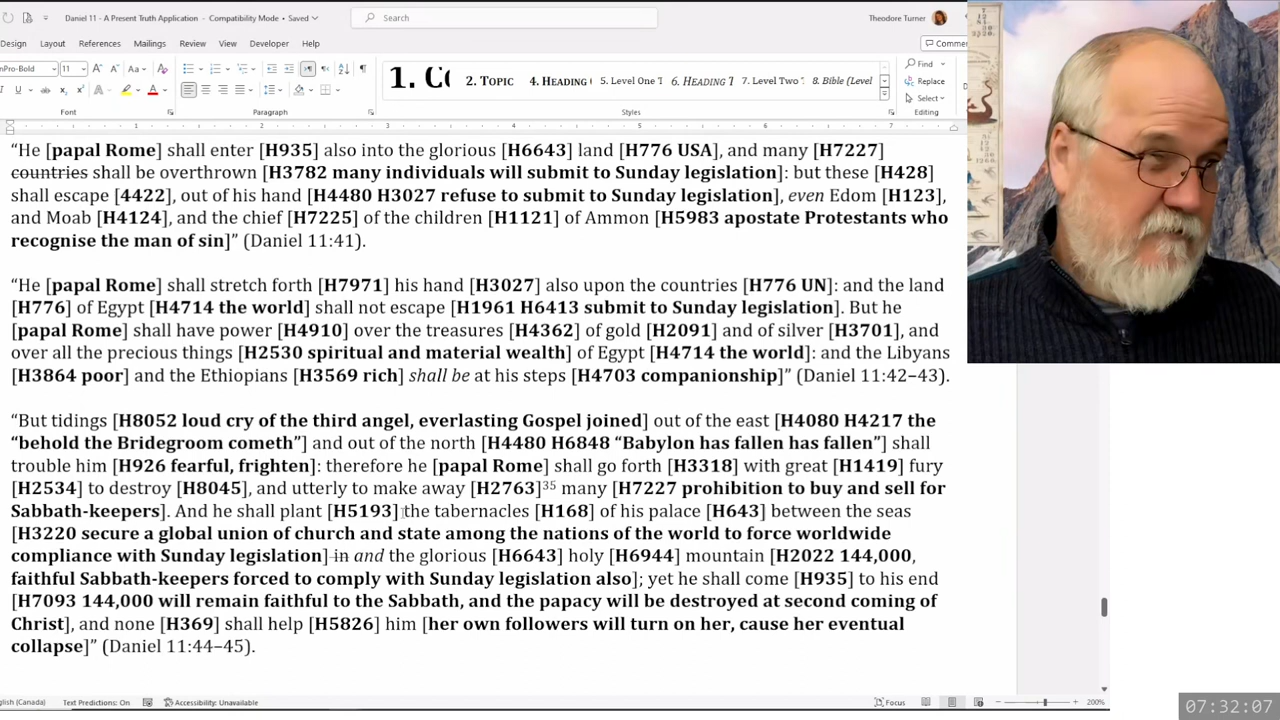 Daniel 11 - A Present Truth Application - Compatibility Mode • Saved
Search
Theodore Turner
Design Layout References Mailings Review View Developer Help
nPro-Bold 11 Aa
Find
Replace
Select
1. 2. TOPIC 4. HEADING 5. Level One 6. HEADING 7. Level Two 8. Bible (Level
Font Paragraph Styles Editing
1 2 3 4 5 6 7
“He [papal Rome] shall enter [H935] also into the glorious [H6643] land [H776 USA], and many [H7227]
countries shall be overthrown [H3782 many individuals will submit to Sunday legislation]: but these [H428]
shall escape [4422], out of his hand [H4480 H3027 refuse to submit to Sunday legislation], even Edom [H123],
and Moab [H4124], and the chief [H7225] of the children [H1121] of Ammon [H5983 apostate Protestants who
recognise the man of sin]” (Daniel 11:41).
“He [papal Rome] shall stretch forth [H7971] his hand [H3027] also upon the countries [H776 UN]: and the land
[H776] of Egypt [H4714 the world] shall not escape [H1961 H6413 submit to Sunday legislation]. But he
[papal Rome] shall have power [H4910] over the treasures [H4362] of gold [H2091] and of silver [H3701], and
over all the precious things [H2530 spiritual and material wealth] of Egypt [H4714 the world]: and the Libyans
[H3864 poor] and the Ethiopians [H3569 rich] shall be at his steps [H4703 companionship]” (Daniel 11:42–43).
“But tidings [H8052 loud cry of the third angel, everlasting Gospel joined] out of the east [H4080 H4217 the
“behold the Bridegroom cometh”] and out of the north [H4480 H6848 “Babylon has fallen has fallen”] shall
trouble him [H926 fearful, frighten]: therefore he [papal Rome] shall go forth [H3318] with great [H1419] fury
[H2534] to destroy [H8045], and utterly to make away [H2763]35 many [H7227 prohibition to buy and sell for
Sabbath-keepers]. And he shall plant [H5193] the tabernacles [H168] of his palace [H643] between the seas
[H3220 secure a global union of church and state among the nations of the world to force worldwide
compliance with Sunday legislation] in and the glorious [H6643] holy [H6944] mountain [H2022 144,000,
faithful Sabbath-keepers forced to comply with Sunday legislation also]; yet he shall come [H935] to his end
[H7093 144,000 will remain faithful to the Sabbath, and the papacy will be destroyed at second coming of
Christ], and none [H369] shall help [H5826] him [her own followers will turn on her, cause her eventual
collapse]” (Daniel 11:44–45).
glish (Canada) Text Predictions: On Accessibility: Unavailable Focus 200%
07:32:07